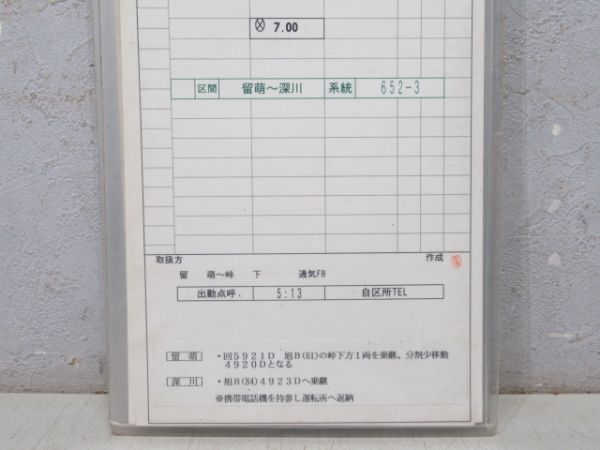 ㋱ 7.00
区間 留萌～深川 系統 652-3
取扱方 作成
留 萌～峠 下 通気FB
出勤点呼、 5:13 自区所TEL
[留 萌] ・回5921D 旭B(61)の峠下方1両を乗継、分割少移動
4920Dとなる
[深 川] ・旭B(84)4923Dへ乗継
※携帯電話機を持参し運転所へ返納